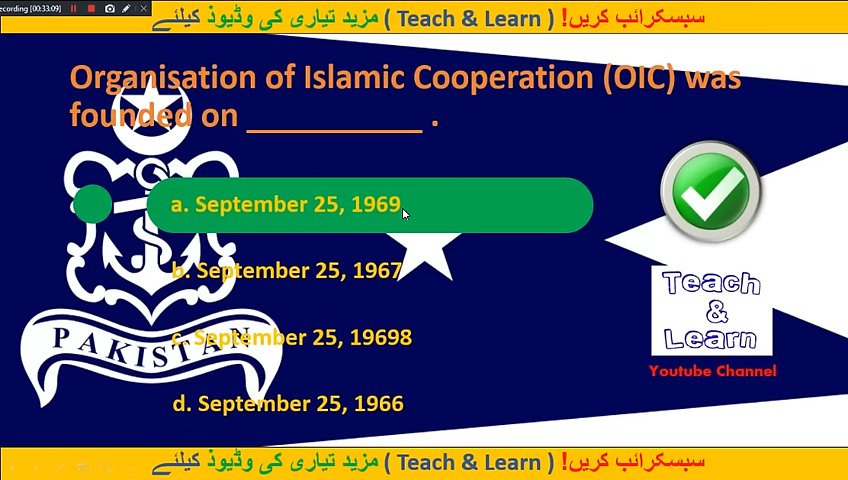 ecording [00:33:09]
سبسکرائب کریں! ( Teach & Learn ) مزید تیاری کی وڈیوذ کیلئے
Organisation of Islamic Cooperation (OIC) was
founded on ___________ .
a. September 25, 1969
b. September 25, 1967
c. September 25, 19698
d. September 25, 1966
PAKISTAN
Teach
&
Learn
Youtube Channel
سبسکرائب کریں! ( Teach & Learn ) مزید تیاری کی وڈیوذ کیلئے